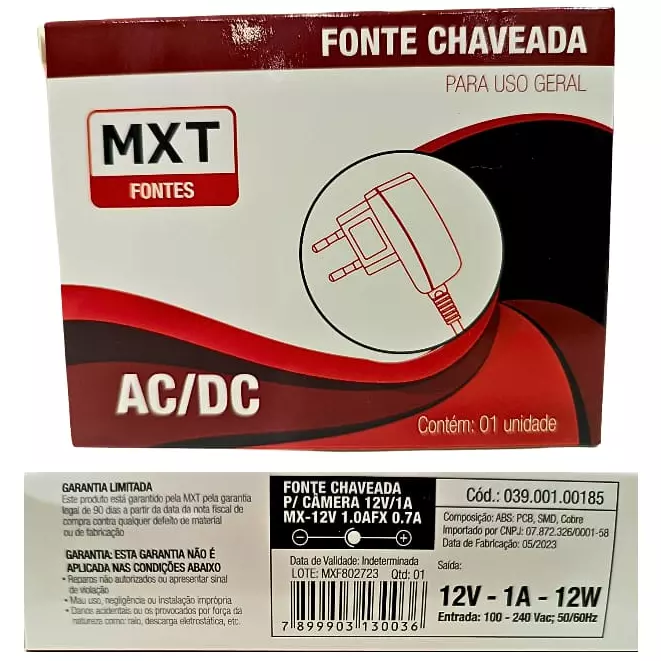 FONTE CHAVEADA
PARA USO GERAL
MXT
FONTES
AC/DC
Contém: 01 unidade
GARANTIA LIMITADA
Este produto está garantido pela MXT pela garantia
legal de 90 dias a partir da data da nota fiscal de
compra contra qualquer defeito de material
ou de fabricação
GARANTIA: ESTA GARANTIA NÃO É
APLICADA NAS CONDIÇÕES ABAIXO
• Reparos não autorizados ou apresentar sinal
de violação
• Mau uso, negligência ou instalação imprópria
• Danos acidentais ou os provocados por força da
natureza como: raio, descarga eletrostática, etc.
FONTE CHAVEADA
P/ CÂMERA 12V/1A
MX-12V 1.0AFX 0.7A
Data de Validade: Indeterminada
LOTE: MXF802723 Qtd: 01
7 899903 130036
Cód.: 039.001.00185
Composição: ABS: PCB, SMD, Cobre
Importado por CNPJ: 07.872.326/0001-58
Data de Fabricação: 05/2023
Saída:
12V - 1A - 12W
Entrada: 100 - 240 Vac; 50/60Hz